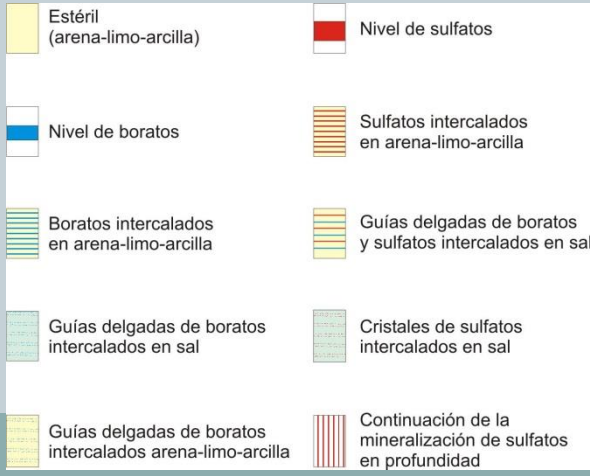 Estéril
(arena-limo-arcilla)
Nivel de sulfatos
Nivel de boratos
Sulfatos intercalados
en arena-limo-arcilla
Boratos intercalados
en arena-limo-arcilla
Guías delgadas de boratos
y sulfatos intercalados en sal
Guías delgadas de boratos
intercalados en sal
Cristales de sulfatos
intercalados en sal
Guías delgadas de boratos
intercalados arena-limo-arcilla
Continuación de la
mineralización de sulfatos
en profundidad